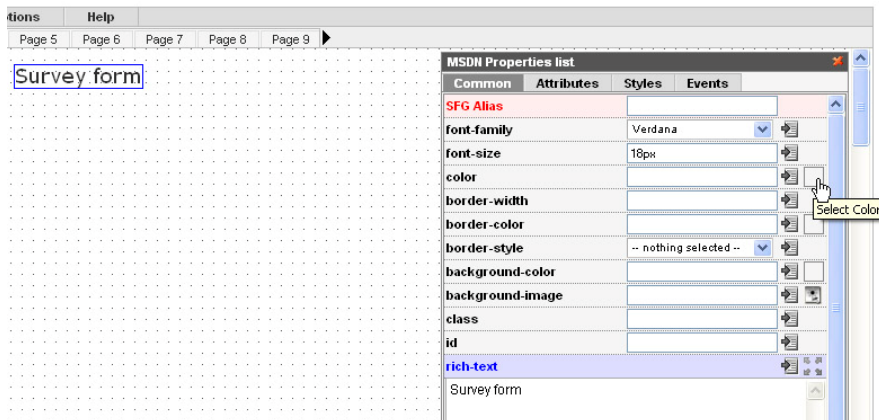 tions Help
Page 5 Page 6 Page 7 Page 8 Page 9
Survey form
MSDN Properties list
Common Attributes Styles Events
SFG Alias
font-family Verdana
font-size 18px
color
Select Color
border-width
border-color
border-style -- nothing selected --
background-color
background-image
class
id
rich-text
Survey form